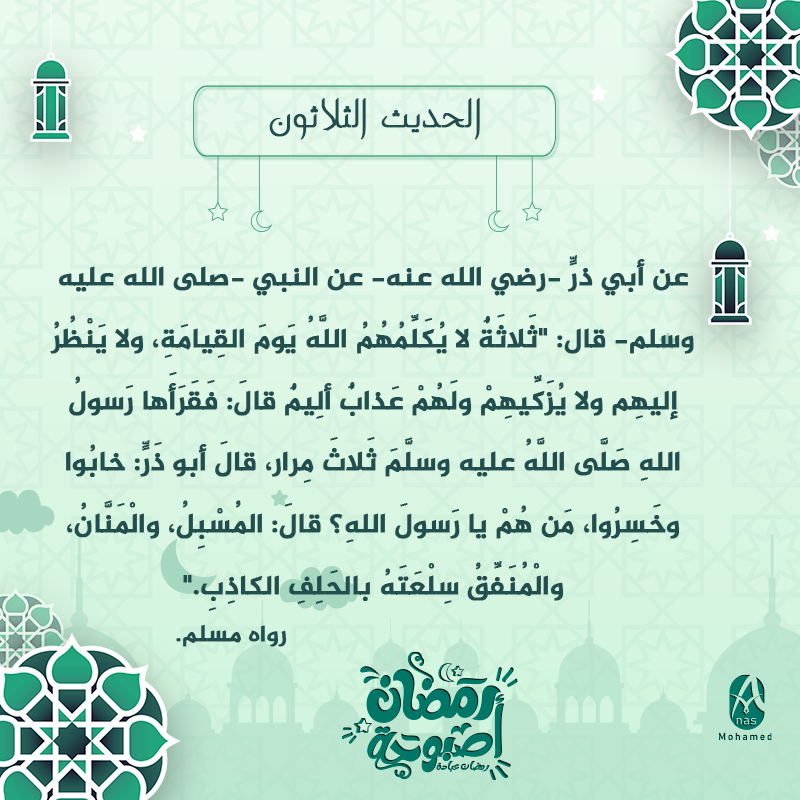 الحديث الثلاثون
عن أبي ذرٍّ -رضي الله عنه- عن النبي -صلى الله عليه
وسلم- قال: "ثَلاثَةٌ لا يُكَلِّمُهُمُ اللَّهُ يَومَ القِيامَةِ، ولا يَنْظُرُ
إليهِم ولا يُزَكِّيهِمْ ولَهُمْ عَذابٌ ألِيمٌ قالَ: فَقَرَأَها رَسولُ
اللهِ صَلَّى اللَّهُ عليه وسلَّمَ ثَلاثَ مِرار، قالَ أبو ذَرٍّ: خابُوا
وخَسِرُوا، مَن هُمْ يا رَسولَ اللهِ؟ قالَ: المُسْبِلُ، والْمَنَّانُ،
والْمُنَفِّقُ سِلْعَتَهُ بالحَلِفِ الكاذِبِ."
رواه مسلم.
رمضان
أصبوحة
رمضان عبادة
nas
Mohamed